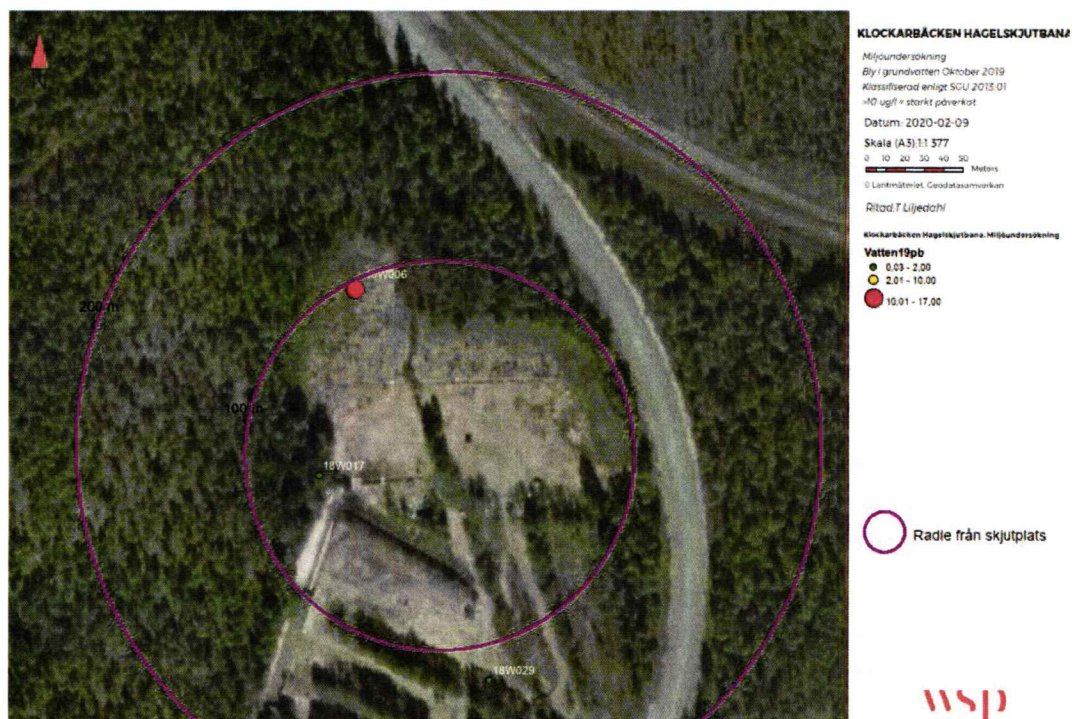 KLOCKARBÄCKEN HAGELSKJUTBANA
Miljöundersökning
Bly i grundvatten Oktober 2019
Klassifiserad enligt SGU 2013:01
>10 ug/l = starkt påverkat
Datum: 2020-02-09
Skala (A3) 1:1 377
0 10 20 30 40 50
Meters
© Lantmäteriet, Geodatasamverkan
Ritad: T Liljedahl
Klockarbäcken Hagelskjutbana. Miljöundersökning
Vatten19pb
0,03 - 2,00
2,01 - 10,00
10,01 - 17,00
Radie från skjutplats
wsp
18W006
200 m
100 m
18W017
18W029